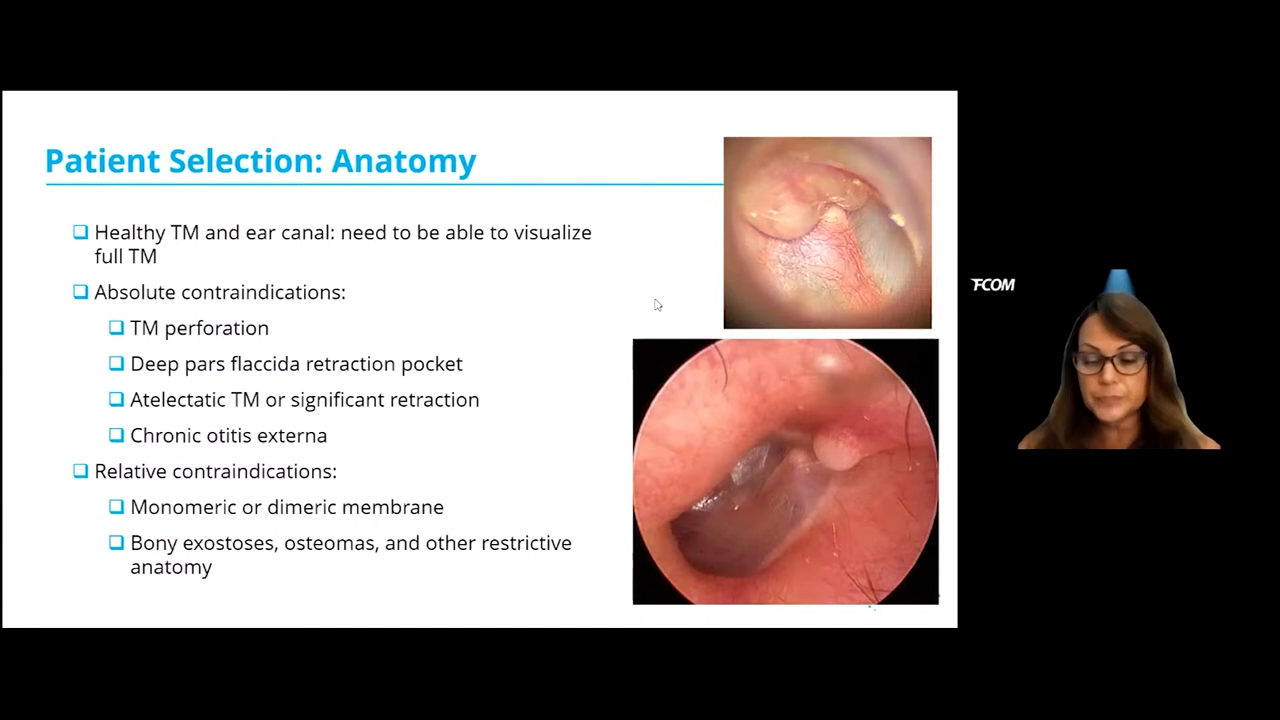 Patient Selection: Anatomy
Healthy TM and ear canal: need to be able to visualize
full TM
Absolute contraindications:
TM perforation
Deep pars flaccida retraction pocket
Atelectatic TM or significant retraction
Chronic otitis externa
Relative contraindications:
Monomeric or dimeric membrane
Bony exostoses, osteomas, and other restrictive
anatomy
TCOM